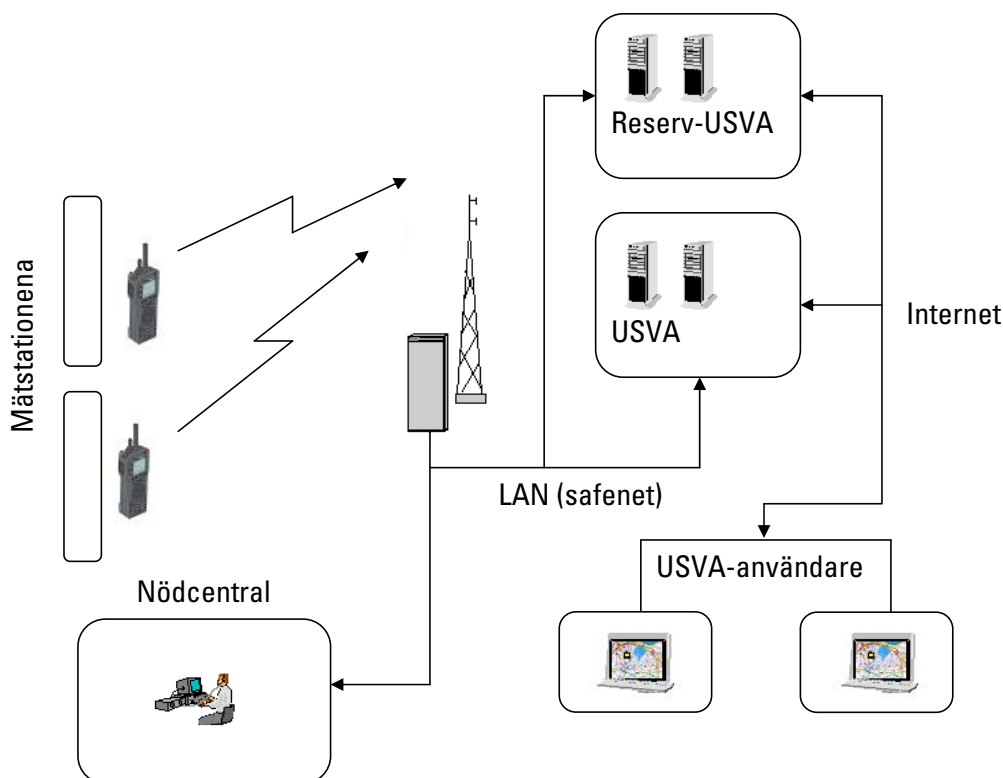 Reserv-USVA
Mätstationena
USVA
Internet
LAN (safenet)
USVA-användare
Nödcentral